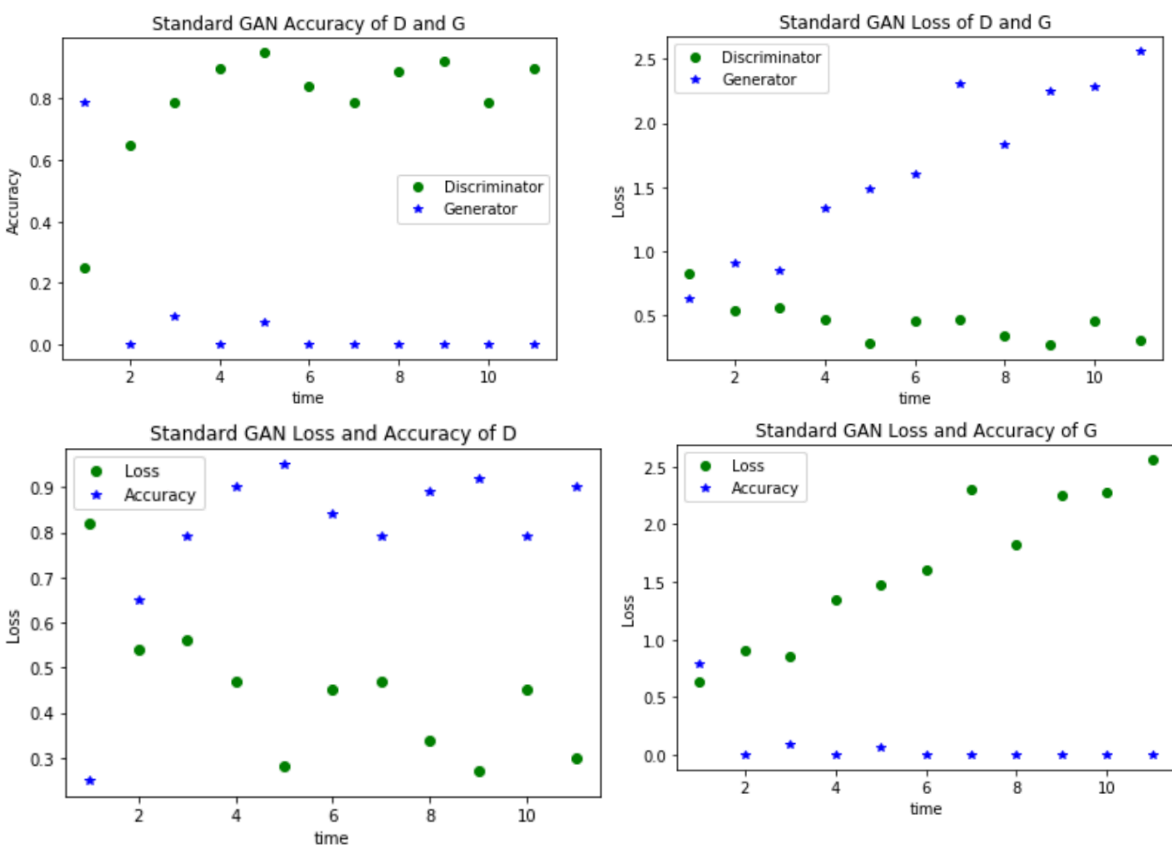 Standard GAN Accuracy of D and G
Accuracy
0.8
0.6
0.4
0.2
0.0
Discriminator
Generator
2
4
6
8
10
time
Standard GAN Loss of D and G
Loss
2.5
2.0
1.5
1.0
0.5
Discriminator
Generator
2
4
6
8
10
time
Standard GAN Loss and Accuracy of D
Loss
0.9
0.8
0.7
0.6
0.5
0.4
0.3
Loss
Accuracy
2
4
6
8
10
time
Standard GAN Loss and Accuracy of G
Loss
2.5
2.0
1.5
1.0
0.5
0.0
Loss
Accuracy
2
4
6
8
10
time